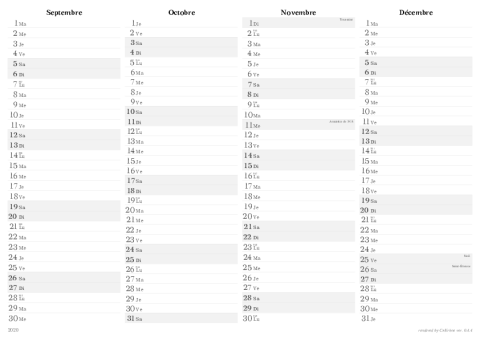 Septembre
1 Ma
2 Me
3 Je
4 Ve
5 Sa
6 Di
7 Lu
8 Ma
9 Me
10 Je
11 Ve
12 Sa
13 Di
14 Lu
15 Ma
16 Me
17 Je
18 Ve
19 Sa
20 Di
21 Lu
22 Ma
23 Me
24 Je
25 Ve
26 Sa
27 Di
28 Lu
29 Ma
30 Me
Octobre
1 Je
2 Ve
3 Sa
4 Di
5 Lu
6 Ma
7 Me
8 Je
9 Ve
10 Sa
11 Di
12 Lu
13 Ma
14 Me
15 Je
16 Ve
17 Sa
18 Di
19 Lu
20 Ma
21 Me
22 Je
23 Ve
24 Sa
25 Di
26 Lu
27 Ma
28 Me
29 Je
30 Ve
31 Sa
Novembre
1 Di Toussaint
2 Lu
3 Ma
4 Me
5 Je
6 Ve
7 Sa
8 Di
9 Lu
10 Ma
11 Me Armistice de 1918
12 Je
13 Ve
14 Sa
15 Di
16 Lu
17 Ma
18 Me
19 Je
20 Ve
21 Sa
22 Di
23 Lu
24 Ma
25 Me
26 Je
27 Ve
28 Sa
29 Di
30 Lu
Décembre
1 Ma
2 Me
3 Je
4 Ve
5 Sa
6 Di
7 Lu
8 Ma
9 Me
10 Je
11 Ve
12 Sa
13 Di
14 Lu
15 Ma
16 Me
17 Je
18 Ve
19 Sa
20 Di
21 Lu
22 Ma
23 Me
24 Je
25 Ve Noël
26 Sa Saint-Étienne
27 Di
28 Lu
29 Ma
30 Me
31 Je
2020